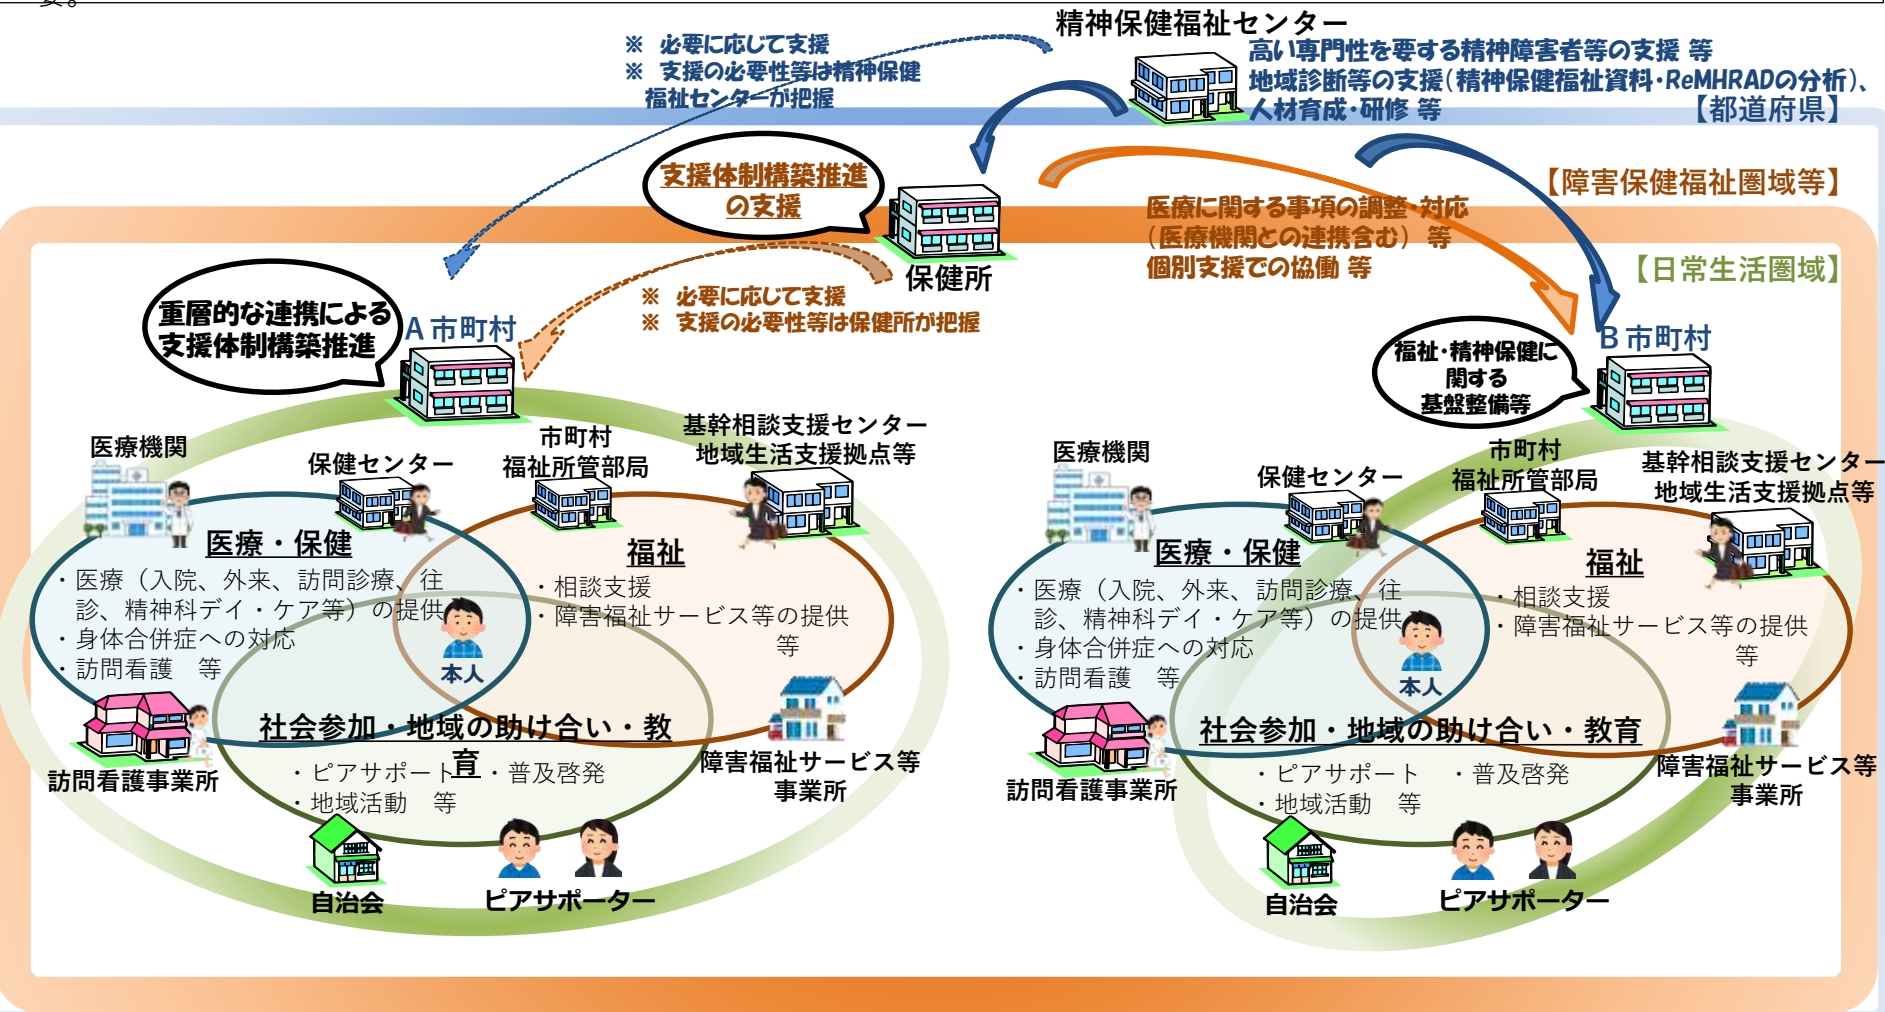 要。
精神保健福祉センター
※ 必要に応じて支援
※ 支援の必要性等は精神保健
福祉センターが把握
高い専門性を要する精神障害者等の支援 等
地域診断等の支援(精神保健福祉資料・ReMHRADの分析)、
人材育成・研修 等
【都道府県】
支援体制構築推進
の支援
【障害保健福祉圏域等】
医療に関する事項の調整・対応
(医療機関との連携含む) 等
個別支援での協働 等
保健所
【日常生活圏域】
※ 必要に応じて支援
※ 支援の必要性等は保健所が把握
重層的な連携による
支援体制構築推進
A市町村
福祉・精神保健に
関する
基盤整備等
B市町村
医療機関
保健センター
市町村
福祉所管部局
基幹相談支援センター
地域生活支援拠点等
医療・保健
・医療（入院、外来、訪問診療、往
診、精神科デイ・ケア等）の提供
・身体合併症への対応
・訪問看護 等
福祉
・相談支援
・障害福祉サービス等の提供
等
本人
社会参加・地域の助け合い・教
育
・ピアサポート ・普及啓発
・地域活動 等
訪問看護事業所
障害福祉サービス等
事業所
自治会
ピアサポーター
医療機関
保健センター
市町村
福祉所管部局
基幹相談支援センター
地域生活支援拠点等
医療・保健
・医療（入院、外来、訪問診療、往
診、精神科デイ・ケア等）の提供
・身体合併症への対応
・訪問看護 等
福祉
・相談支援
・障害福祉サービス等の提供
等
本人
社会参加・地域の助け合い・教育
・ピアサポート ・普及啓発
・地域活動 等
訪問看護事業所
障害福祉サービス等
事業所
自治会
ピアサポーター